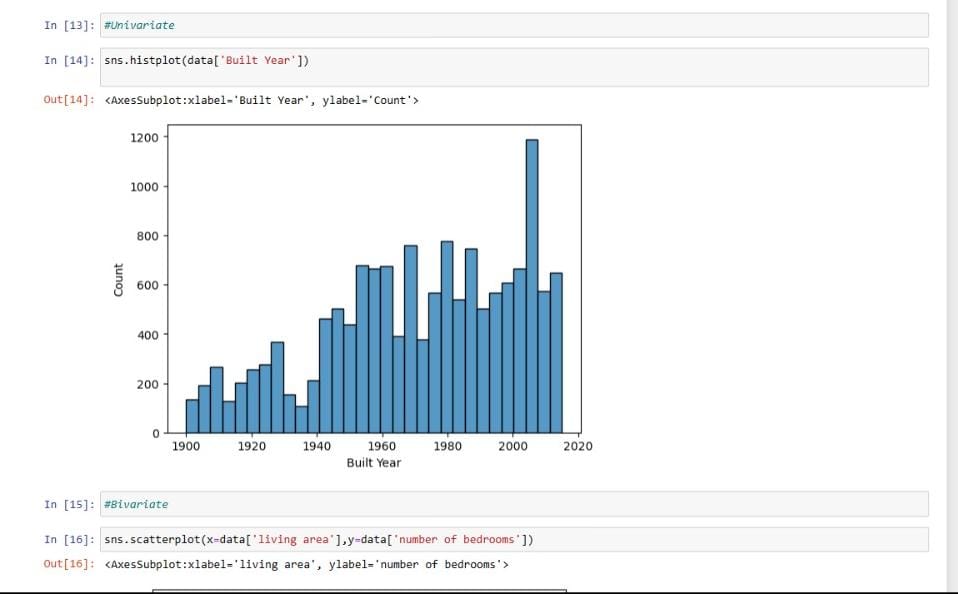 In [13]: #Univariate
In [14]: sns.histplot(data['Built Year'])
Out[14]: <AxesSubplot:xlabel='Built Year', ylabel='Count'>
1200
1000
800
600
400
200
0
Count
1900 1920 1940 1960 1980 2000 2020
Built Year
In [15]: #Bivariate
In [16]: sns.scatterplot(x=data['living area'],y=data['number of bedrooms'])
Out[16]: <AxesSubplot:xlabel='living area', ylabel='number of bedrooms'>